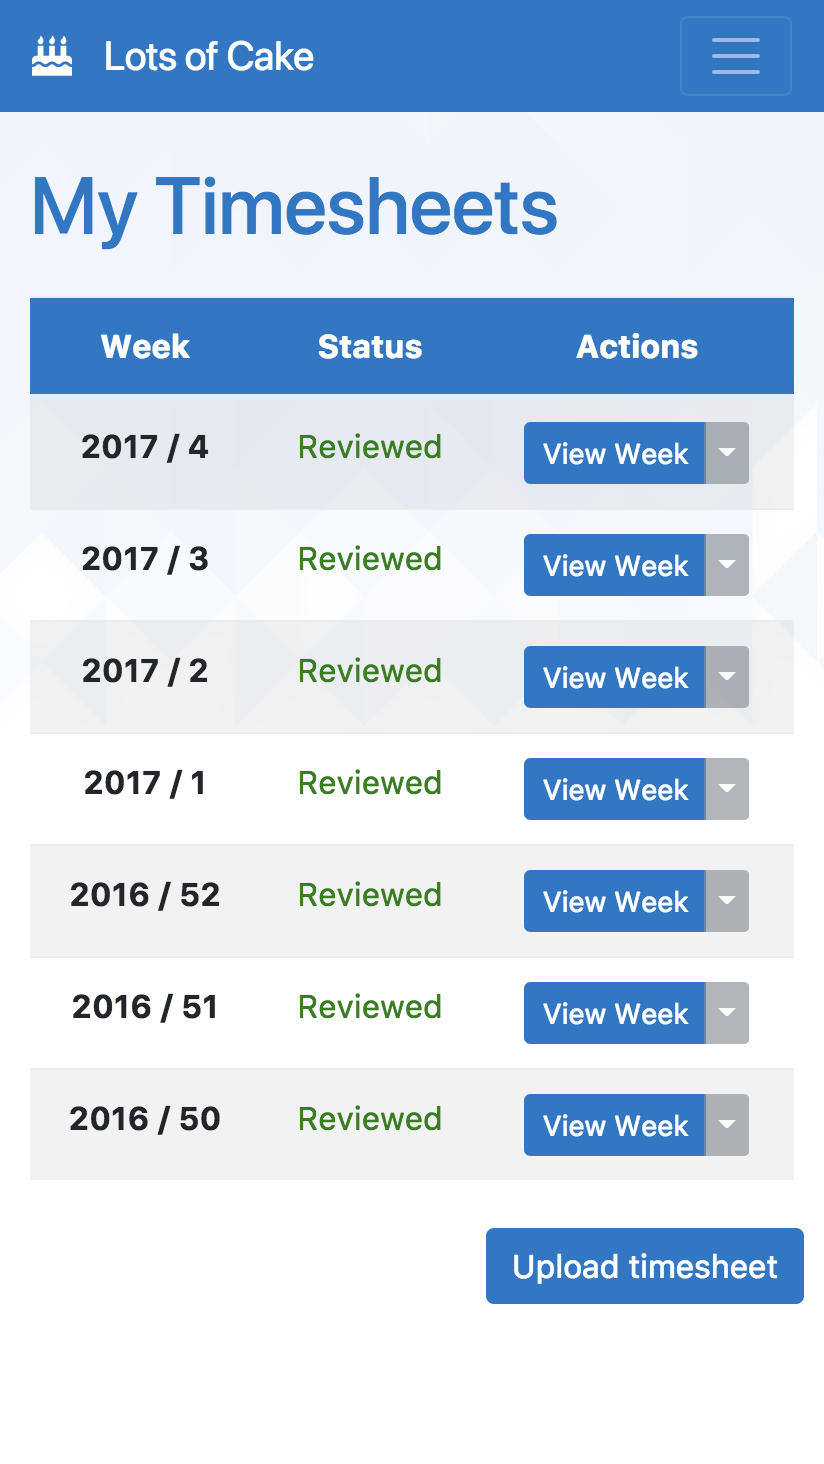 Lots of Cake
My Timesheets
Week Status Actions
2017 / 4 Reviewed View Week
2017 / 3 Reviewed View Week
2017 / 2 Reviewed View Week
2017 / 1 Reviewed View Week
2016 / 52 Reviewed View Week
2016 / 51 Reviewed View Week
2016 / 50 Reviewed View Week
Upload timesheet